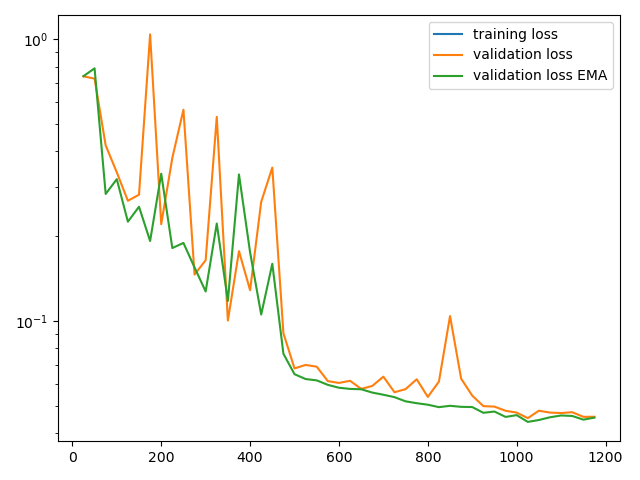 training loss
validation loss
validation loss EMA
10⁰
10⁻¹
0 200 400 600 800 1000 1200